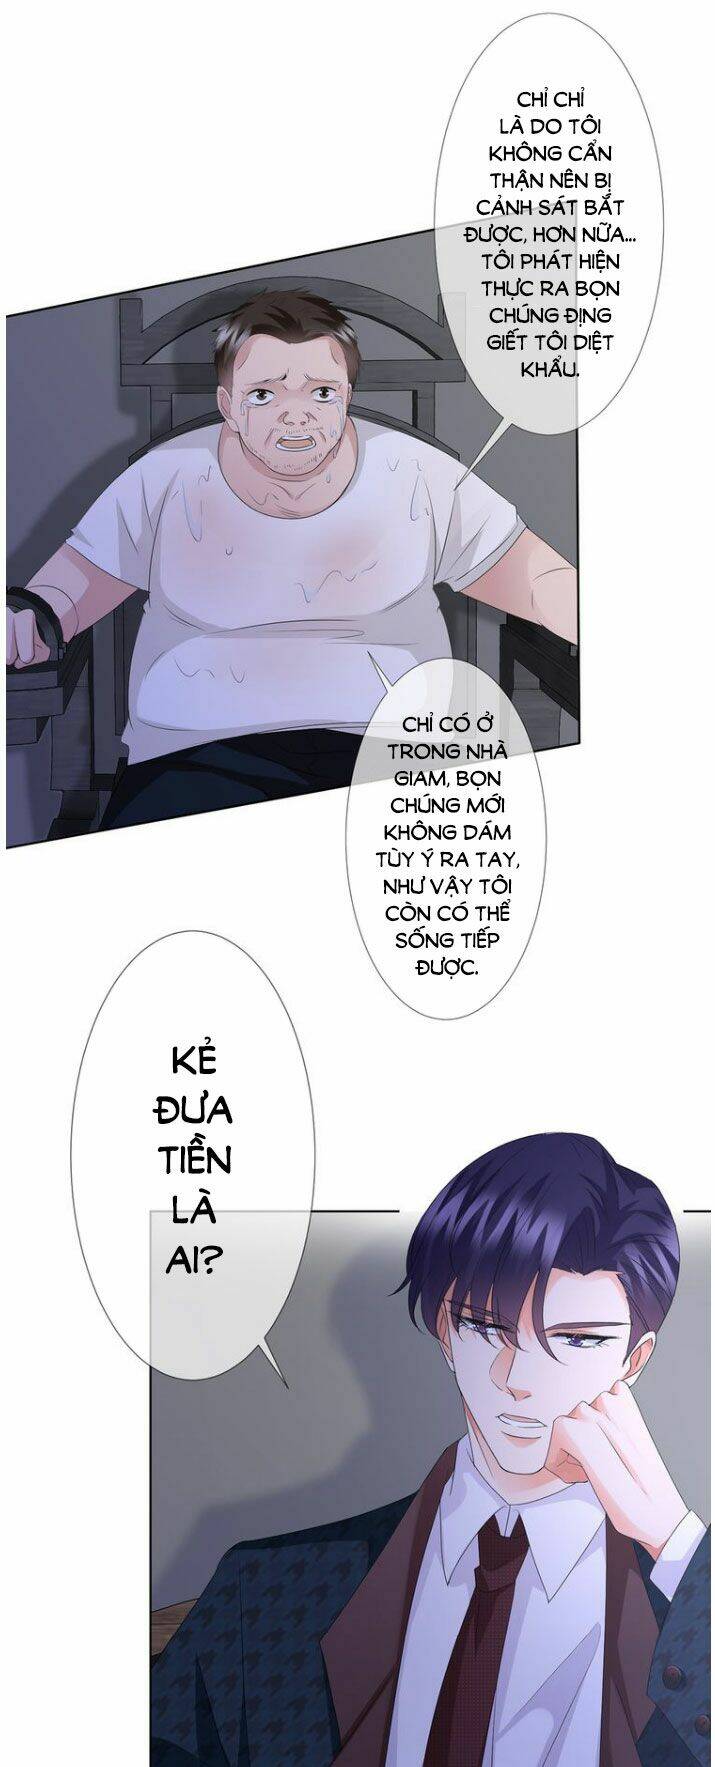 CHỈ CHỈ
LÀ DO TÔI
KHÔNG CẨN
THẬN NÊN BỊ
CẢNH SÁT BẮT
ĐƯỢC, HƠN NỮA...
TÔI PHÁT HIỆN
THỰC RA BỌN
CHÚNG ĐỊNH
GIẾT TÔI DIỆT
KHẨU.
CHỈ CÓ Ở
TRONG NHÀ
GIAM, BỌN
CHÚNG MỚI
KHÔNG DÁM
TÙY Ý RA TAY,
NHƯ VẬY TÔI
CÒN CÓ THỂ
SỐNG TIẾP
ĐƯỢC.
KẺ
ĐƯA
TIỀN
LÀ
AI?